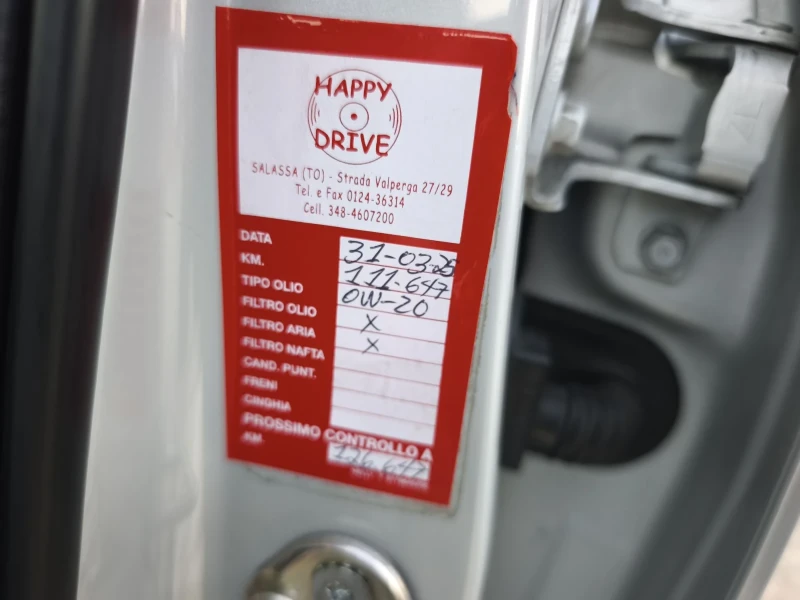 HAPPY
DRIVE
SALASSA (TO) - Strada Valperga 27/29
Tel. e Fax 0124-36314
Cell. 348-4607200
DATA 31-03-25
KM. 111-647
TIPO OLIO 0W-20
FILTRO OLIO X
FILTRO ARIA X
FILTRO NAFTA
CAND. PUNT.
FRENI
CINGHIA
PROSSIMO CONTROLLO A
KM. 126.647